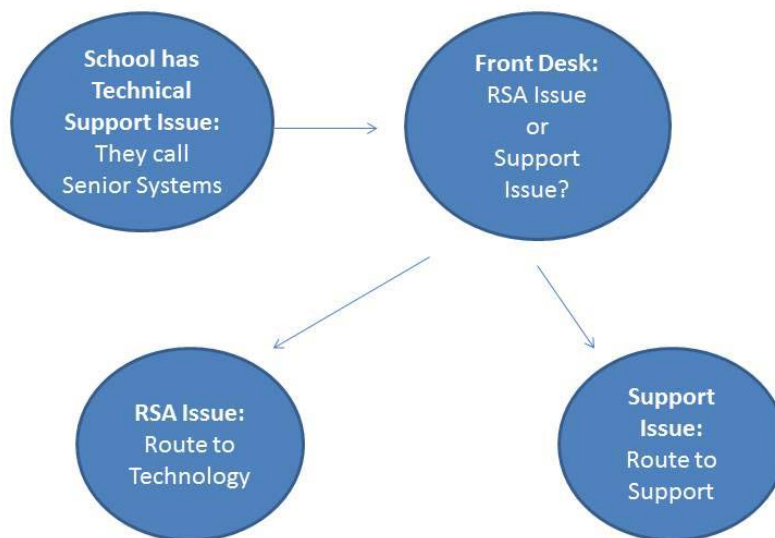 School has
Technical
Support Issue:
They call
Senior Systems
Front Desk:
RSA Issue
or
Support
Issue?
RSA Issue:
Route to
Technology
Support
Issue:
Route to
Support